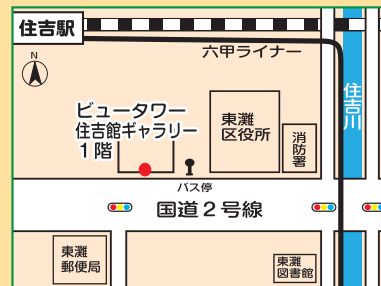 住吉駅
六甲ライナー
N
ビュータワー
住吉館ギャラリー
1階
東灘
区役所
消防署
住吉川
バス停
国道2号線
東灘
郵便局
東灘
図書館